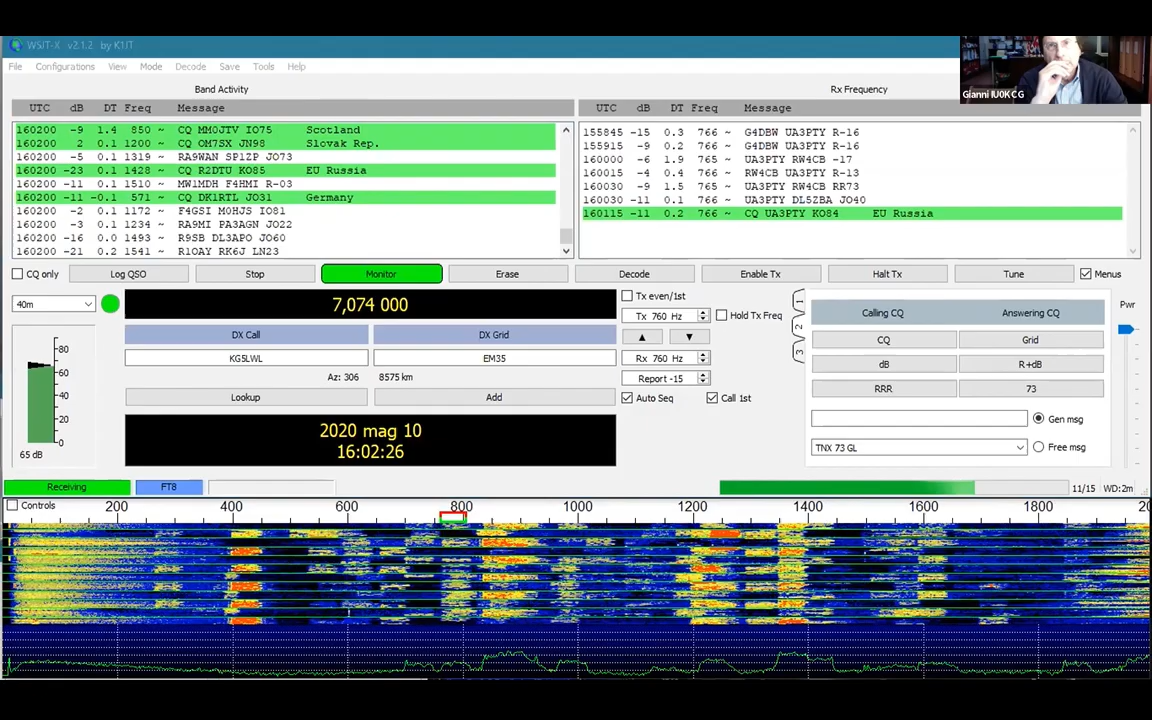 WSJT-X v2.1.2 by K1JT
Gianni IU0KCG
File Configurations View Mode Decode Save Tools Help
Band Activity
UTC dB DT Freq Message
160200 -9 1.4 850 ~ CQ MM0JTV IO75 Scotland
160200 2 0.1 1200 ~ CQ OM7SX JN98 Slovak Rep.
160200 -5 0.1 1319 ~ RA9WAN SP1ZP JO73
160200 -23 0.1 1428 ~ CQ R2DTU KO85 EU Russia
160200 -11 0.1 1510 ~ MW1MDH F4HMI R-03
160200 -11 -0.1 571 ~ CQ DK1RTL JO31 Germany
160200 -2 0.1 1172 ~ F4GSI M0HJS IO81
160200 -3 0.1 1234 ~ RA9MI PA3AGN JO22
160200 -16 0.0 1493 ~ R9SB DL3APO JO60
160200 -21 0.2 1541 ~ R1OAY RK6J LN23
Rx Frequency
UTC dB DT Freq Message
155845 -15 0.3 766 ~ G4DBW UA3PTY R-16
155915 -9 0.2 766 ~ G4DBW UA3PTY R-16
160000 -6 1.9 765 ~ UA3PTY RW4CB -17
160015 -4 0.4 766 ~ RW4CB UA3PTY R-13
160030 -9 1.5 765 ~ UA3PTY RW4CB RR73
160030 -11 0.1 766 ~ UA3PTY DL5ZBA JO40
160115 -11 0.2 766 ~ CQ UA3PTY KO84 EU Russia
CQ only Log QSO Stop Monitor Erase Decode Enable Tx Halt Tx Tune Menus
40m
7,074 000
DX Call DX Grid
KG5LWL EM35
Az: 306 8575 km
Lookup Add
2020 mag 10
16:02:26
80
60
40
20
0
65 dB
Tx even/1st
Tx 760 Hz Hold Tx Freq
▲ ▼
Rx 760 Hz
Report -15
Auto Seq Call 1st
1
2
3
Calling CQ Answering CQ
CQ Grid
dB R+dB
RRR 73
Gen msg
TNX 73 GL Free msg
Pwr
Receiving FT8 11/15 WD:2m
Controls 200 400 600 800 1000 1200 1400 1600 1800 20